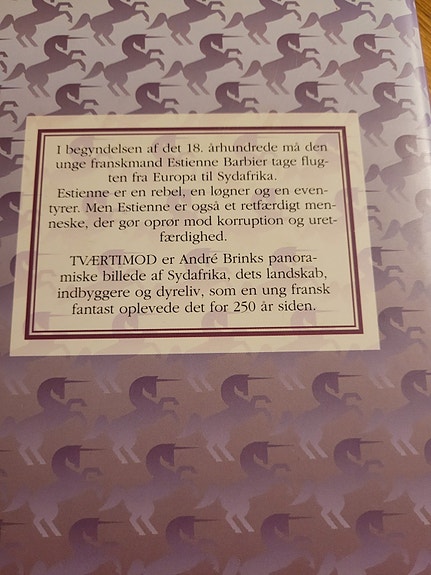 I begyndelsen af det 18. århundrede må den
unge franskmand Estienne Barbier tage flug-
ten fra Europa til Sydafrika.
Estienne er en rebel, en løgner og en even-
tyrer. Men Estienne er også et retfærdigt men-
neske, der gør oprør mod korruption og uret-
færdighed.
TVÆRTIMOD er André Brinks panora-
miske billede af Sydafrika, dets landskab,
indbyggere og dyreliv, som en ung fransk
fantast oplevede det for 250 år siden.